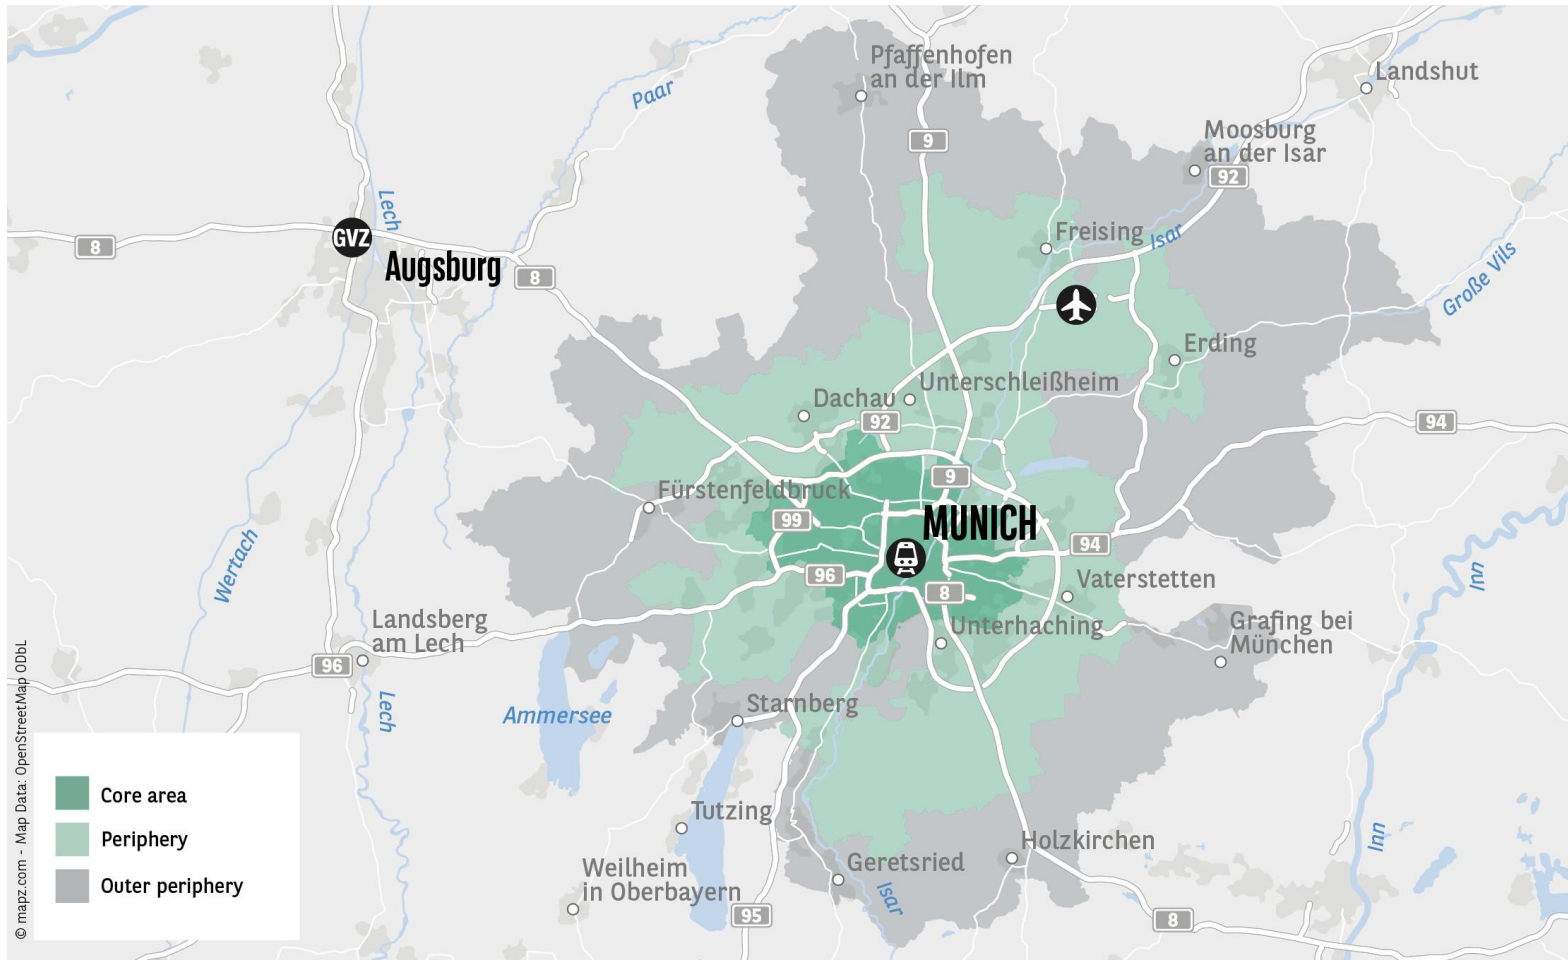 Pfaffenhofen
an der Ilm
Landshut
Paar
Moosburg
an der Isar
9
92
Lech
GVZ
Augsburg
8
8
Freising
Isar
Große Vils
Erding
Unterschleißheim
Dachau
92
94
Fürstenfeldbruck
9
99
MUNICH
94
96
8
Vaterstetten
Wertach
Inn
Landsberg
am Lech
96
Unterhaching
Grafing bei
München
Lech
Ammersee
Starnberg
Tutzing
Weilheim
in Oberbayern
95
Geretsried
Isar
Holzkirchen
8
Inn
Core area
Periphery
Outer periphery
© mapz.com - Map Data: OpenStreetMap ODbL